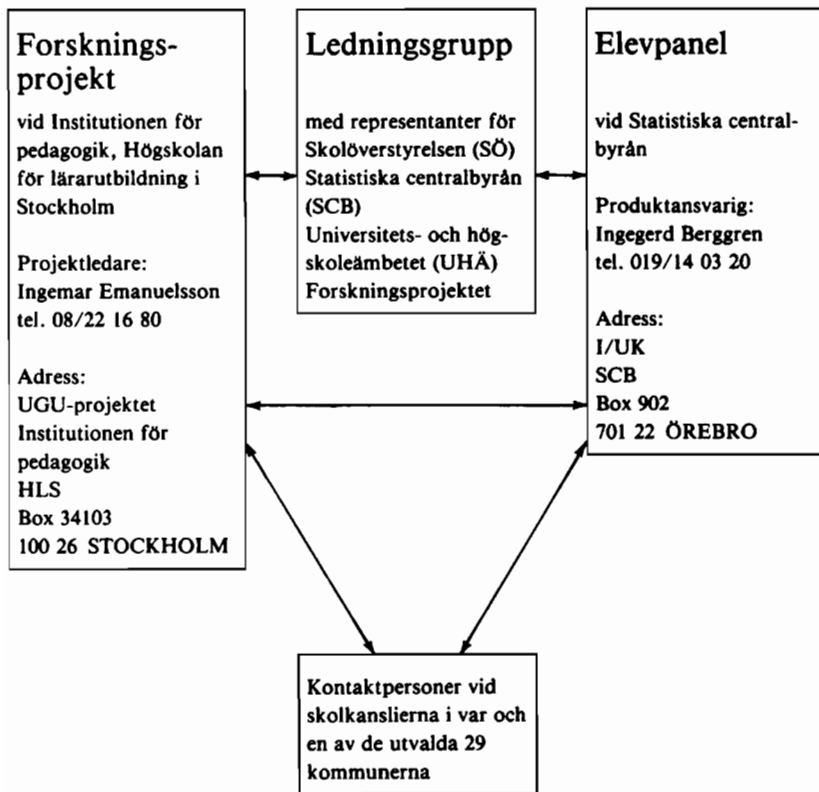 Forsknings-
projekt
vid Institutionen för
pedagogik, Högskolan
för lärarutbildning i
Stockholm
Projektledare:
Ingemar Emanuelsson
tel. 08/22 16 80
Adress:
UGU-projektet
Institutionen för
pedagogik
HLS
Box 34103
100 26 STOCKHOLM
Ledningsgrupp
med representanter för
Skolöverstyrelsen (SÖ)
Statistiska centralbyrån
(SCB)
Universitets- och hög-
skoleämbetet (UHÄ)
Forskningsprojektet
Elevpanel
vid Statistiska central-
byrån
Produktansvarig:
Ingegerd Berggren
tel. 019/14 03 20
Adress:
I/UK
SCB
Box 902
701 22 ÖREBRO
Kontaktpersoner vid
skolkanslierna i var och
en av de utvalda 29
kommunerna